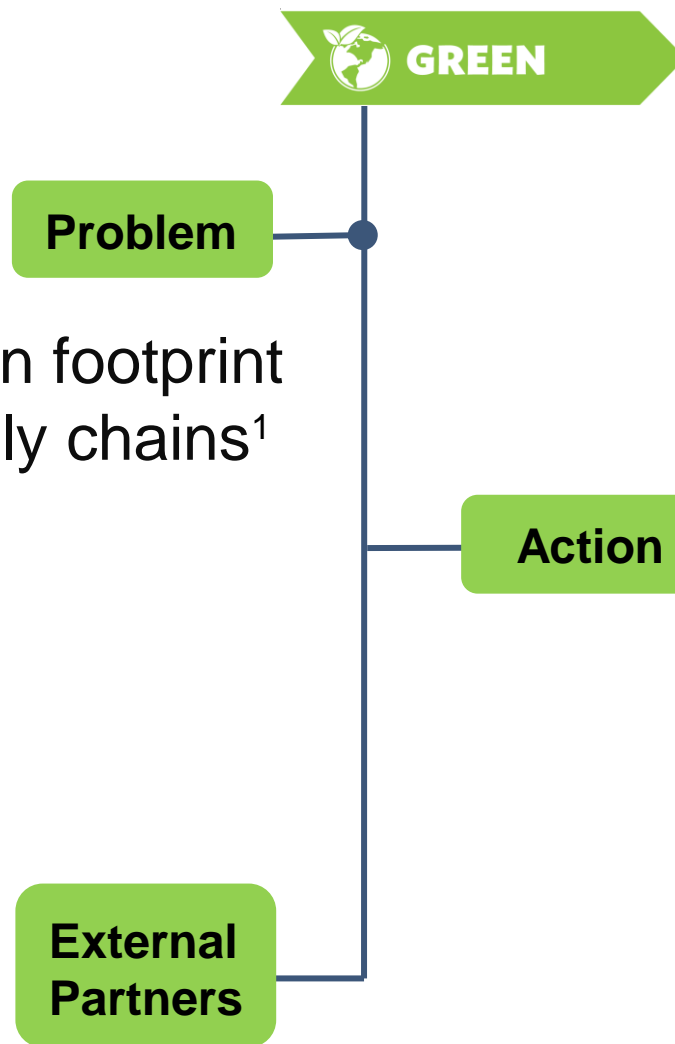 GREEN
Problem
n footprint
ly chains¹
Action
External
Partners